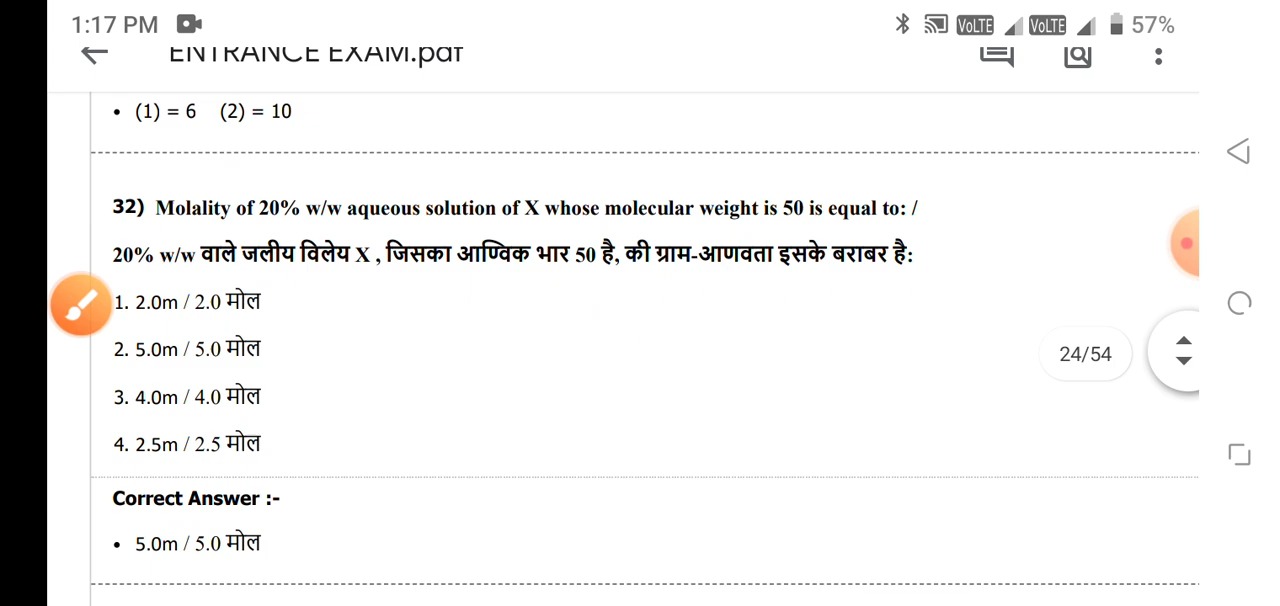 1:17 PM VoLTE VoLTE 57%
ENTRANCE EXAM.pdf
• (1) = 6 (2) = 10
32) Molality of 20% w/w aqueous solution of X whose molecular weight is 50 is equal to: /
20% w/w वाले जलीय विलेय X , जिसका आण्विक भार 50 है, की ग्राम-आणवता इसके बराबर है:
1. 2.0m / 2.0 मोल
2. 5.0m / 5.0 मोल
24/54
3. 4.0m / 4.0 मोल
4. 2.5m / 2.5 मोल
Correct Answer :-
• 5.0m / 5.0 मोल